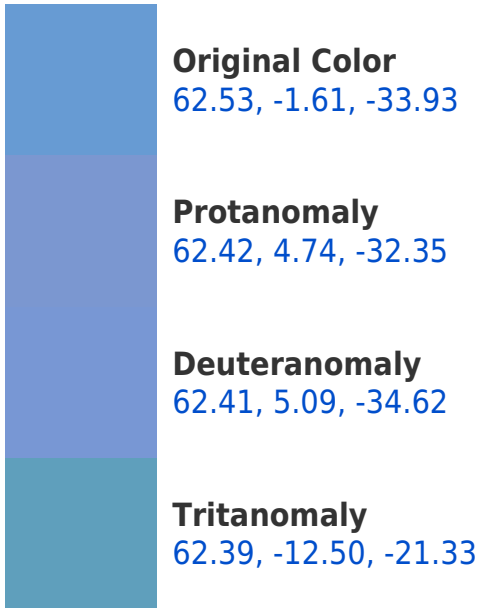 Original Color
62.53, -1.61, -33.93
Protanomaly
62.42, 4.74, -32.35
Deuteranomaly
62.41, 5.09, -34.62
Tritanomaly
62.39, -12.50, -21.33